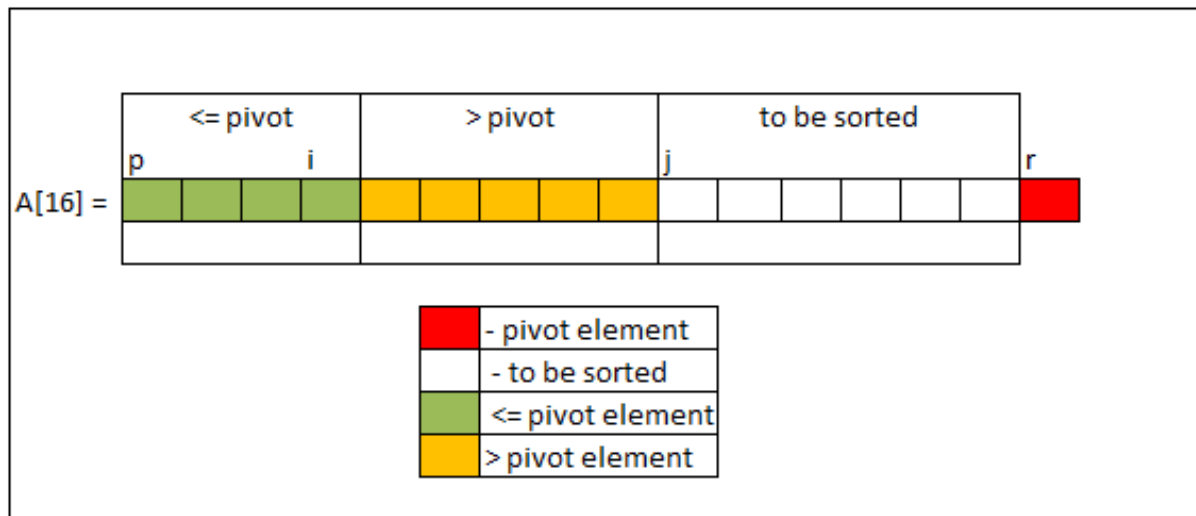 <= pivot > pivot to be sorted
p i j r
A[16] =
- pivot element
- to be sorted
<= pivot element
> pivot element